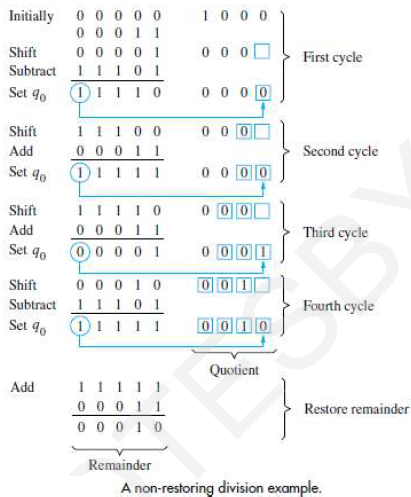 Initially 0 0 0 0 0 1 0 0 0
0 0 0 1 1
Shift 0 0 0 0 1 0 0 0
Subtract 1 1 1 0 1
First cycle
Set q0 1 1 1 1 0 0 0 0 0
Shift 1 1 1 0 0 0 0 0
Add 0 0 0 1 1
Second cycle
Set q0 1 1 1 1 1 0 0 0 0
Shift 1 1 1 1 0 0 0 0
Add 0 0 0 1 1
Third cycle
Set q0 0 0 0 0 1 0 0 0 1
Shift 0 0 0 1 0 0 0 1
Subtract 1 1 1 0 1
Fourth cycle
Set q0 1 1 1 1 1 0 0 1 0
Quotient
Add 1 1 1 1 1
0 0 0 1 1
Restore remainder
0 0 0 1 0
Remainder
A non-restoring division example.
OTESBY